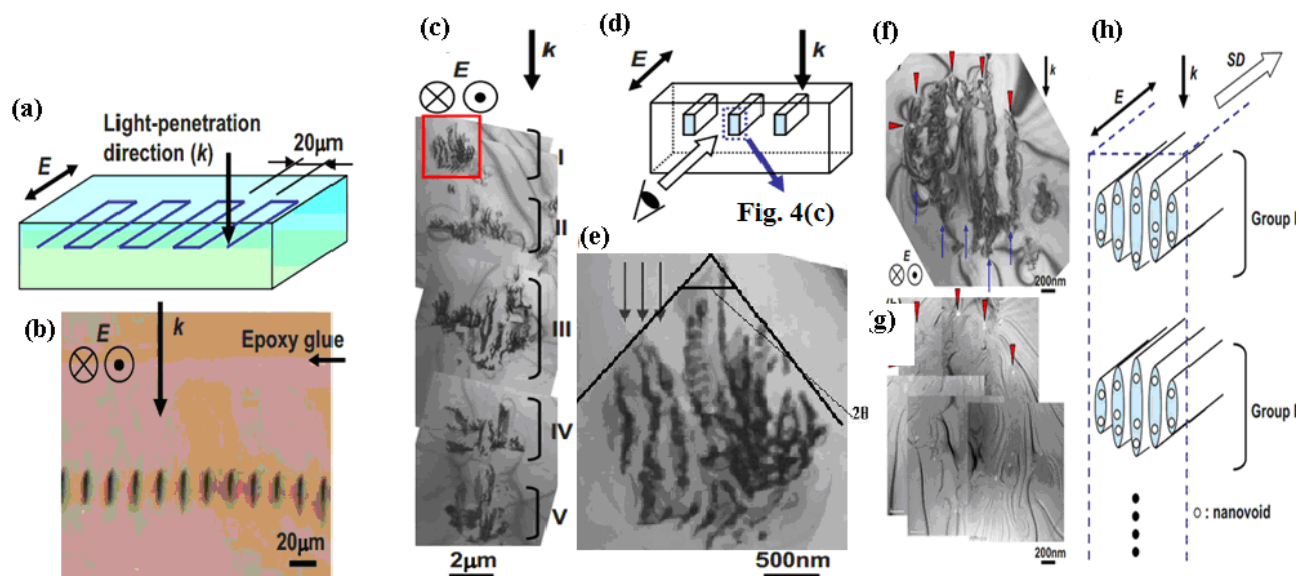 (a)
Light-penetration
direction (k)
20µm
E
(b)
E
k
Epoxy glue
20µm
(c)
k
E
I
II
III
IV
V
2µm
(d)
E
k
Fig. 4(c)
(e)
2θ
500nm
(f)
k
E
200nm
(g)
200nm
(h)
k
SD
E
Group I
Group I
: nanovoid